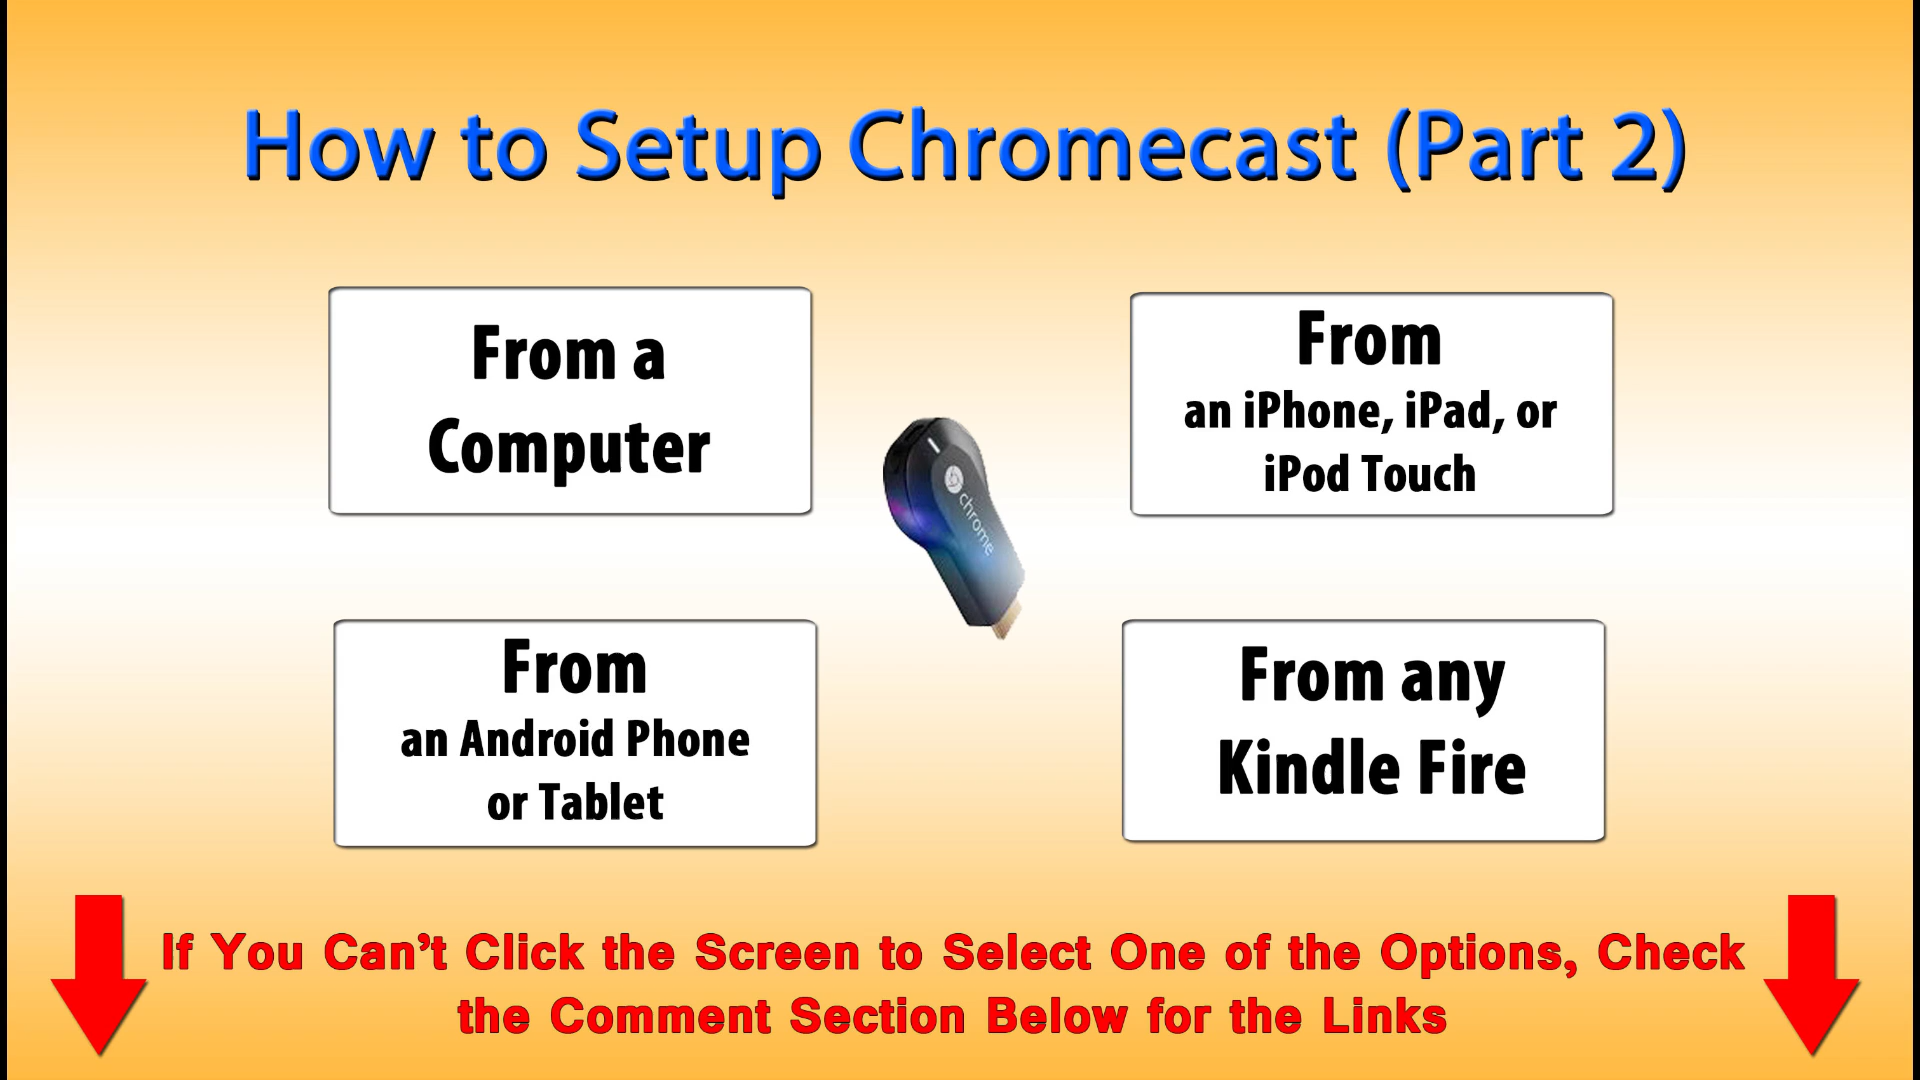 How to Setup Chromecast (Part 2)
From a
Computer
From
an iPhone, iPad, or
iPod Touch
chrome
From
an Android Phone
or Tablet
From any
Kindle Fire
If You Can’t Click the Screen to Select One of the Options, Check
the Comment Section Below for the Links